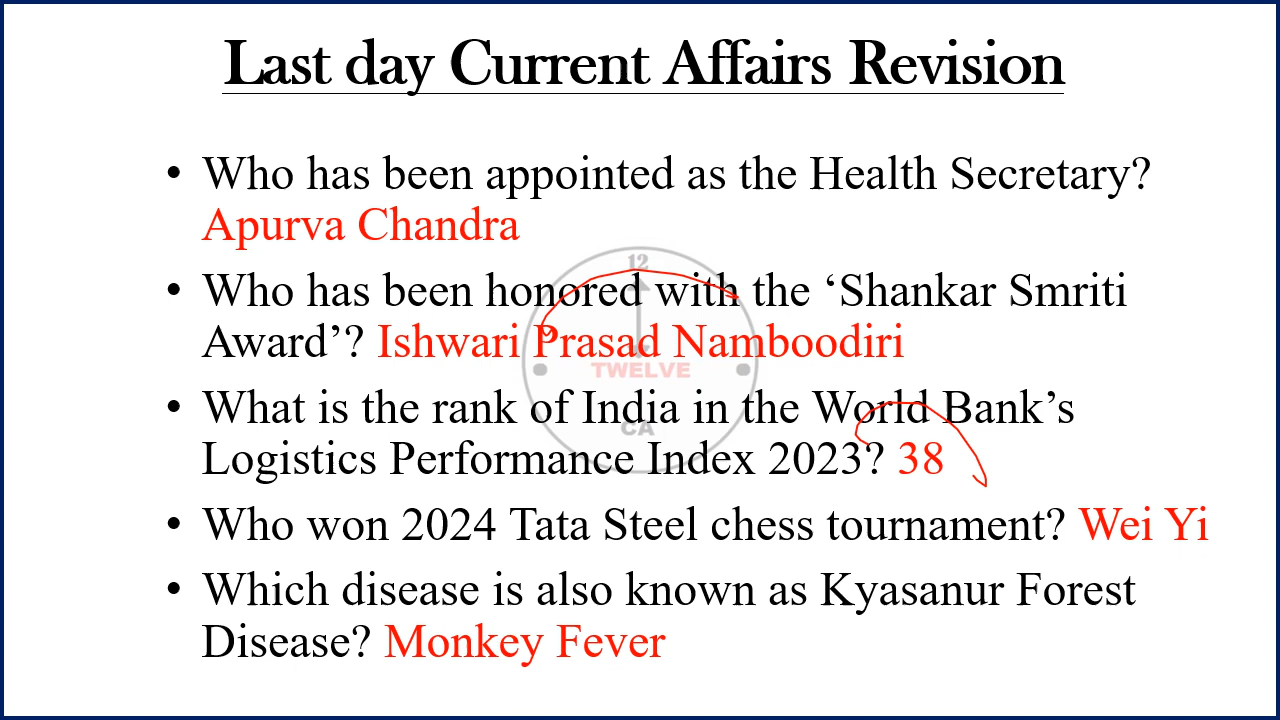 Last day Current Affairs Revision
• Who has been appointed as the Health Secretary?
Apurva Chandra
• Who has been honored with the ‘Shankar Smriti
Award’? Ishwari Prasad Namboodiri
• What is the rank of India in the World Bank’s
Logistics Performance Index 2023? 38
• Who won 2024 Tata Steel chess tournament? Wei Yi
• Which disease is also known as Kyasanur Forest
Disease? Monkey Fever
12
TWELVE
CA